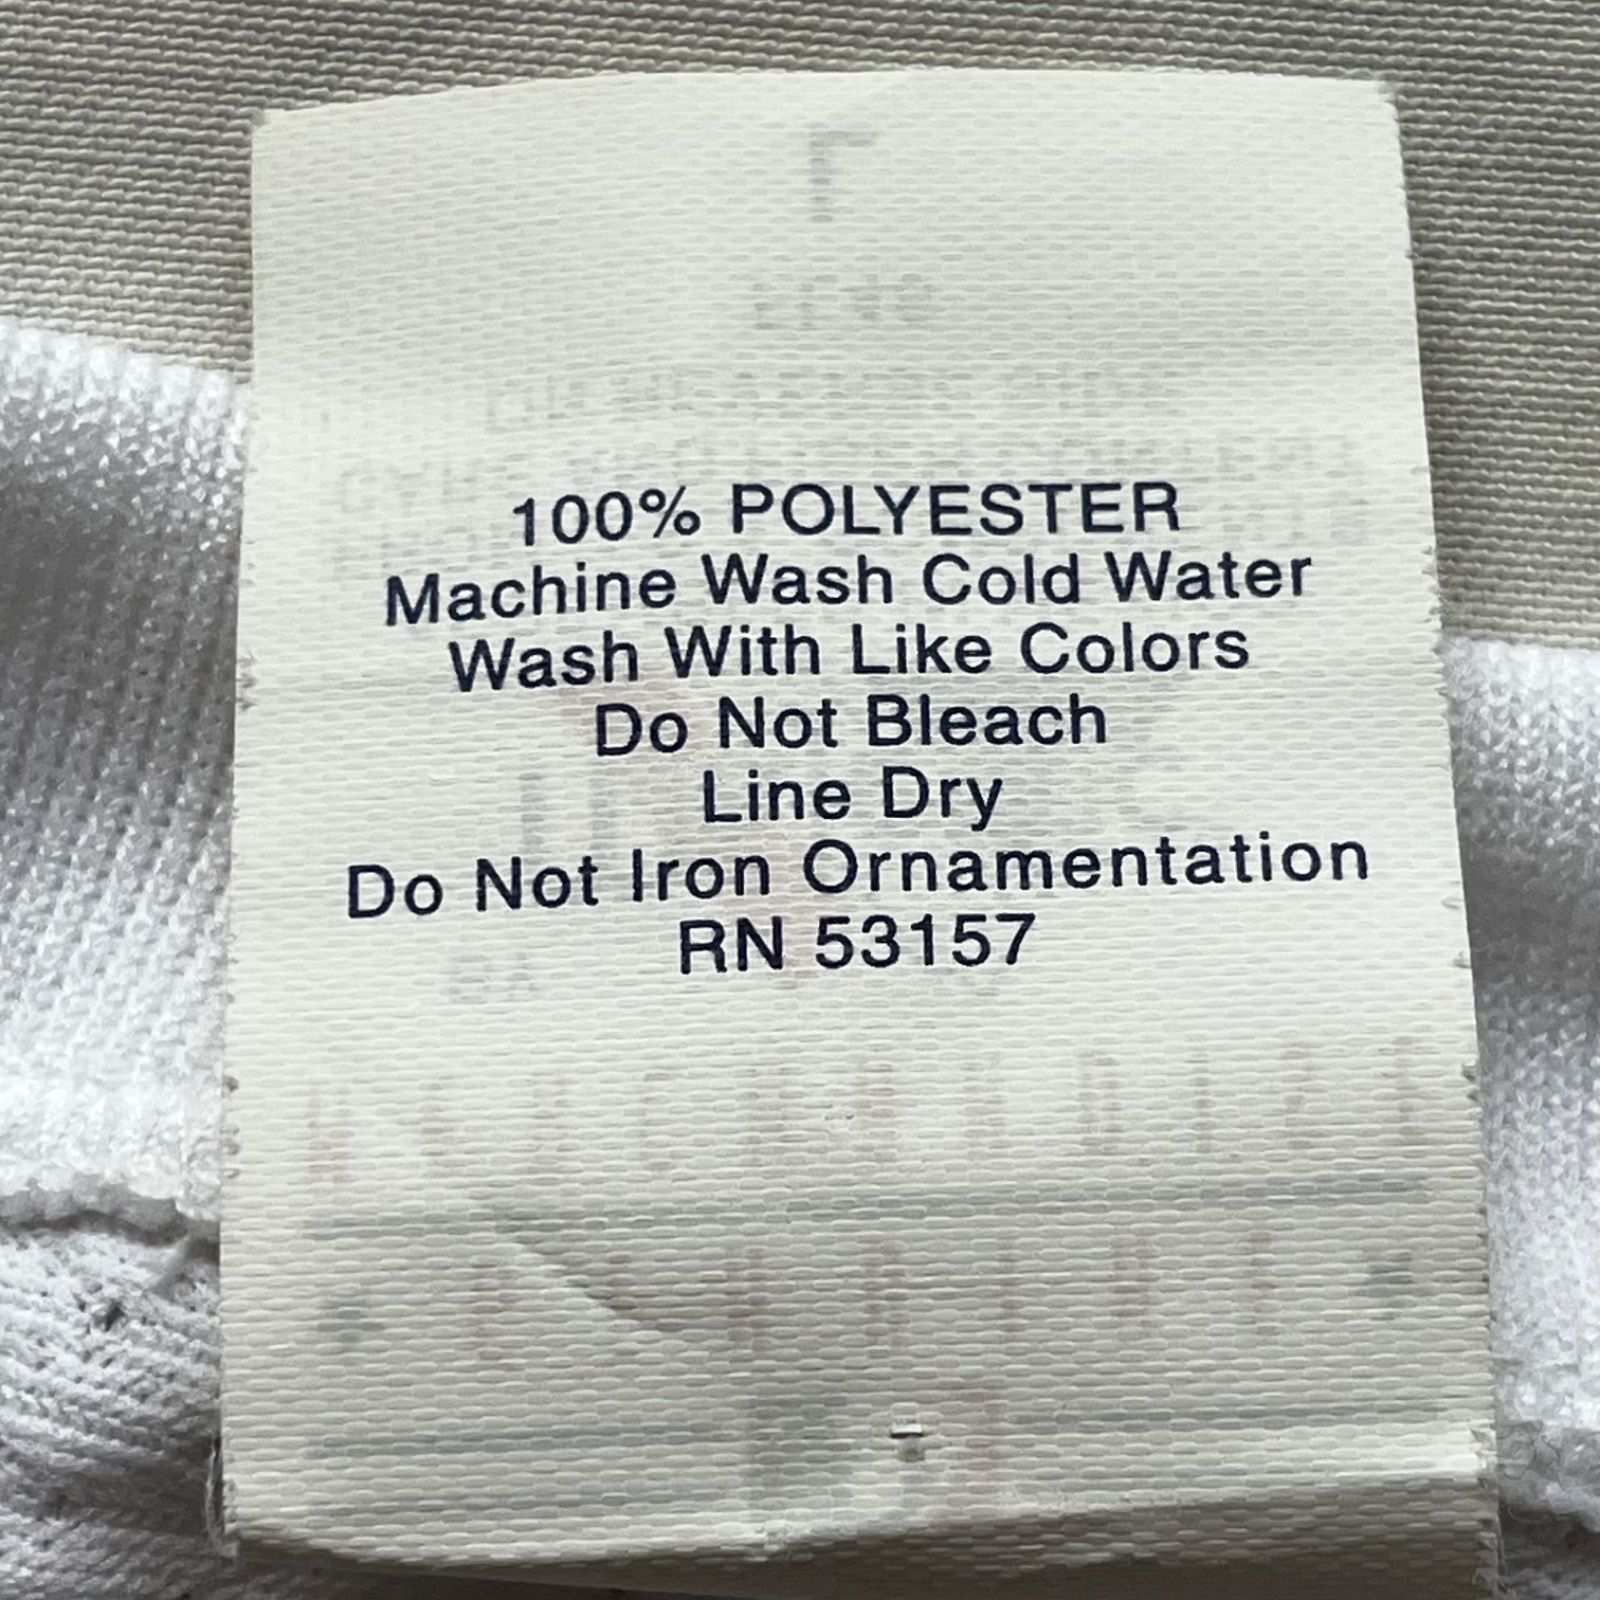 100% POLYESTER
Machine Wash Cold Water
Wash With Like Colors
Do Not Bleach
Line Dry
Do Not Iron Ornamentation
RN 53157